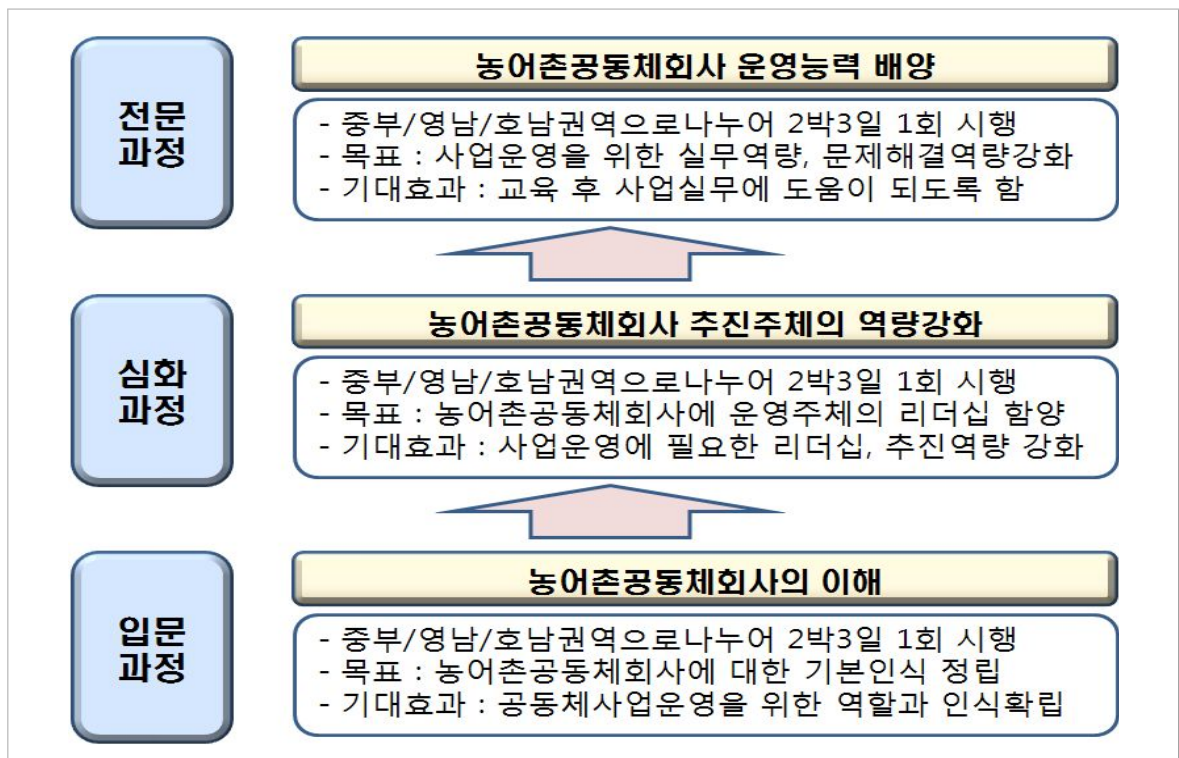 전문
과정
농어촌공동체회사 운영능력 배양
- 중부/영남/호남권역으로나누어 2박3일 1회 시행
- 목표 : 사업운영을 위한 실무역량, 문제해결역량강화
- 기대효과 : 교육 후 사업실무에 도움이 되도록 함
심화
과정
농어촌공동체회사 추진주체의 역량강화
- 중부/영남/호남권역으로나누어 2박3일 1회 시행
- 목표 : 농어촌공동체회사에 운영주체의 리더십 함양
- 기대효과 : 사업운영에 필요한 리더십, 추진역량 강화
입문
과정
농어촌공동체회사의 이해
- 중부/영남/호남권역으로나누어 2박3일 1회 시행
- 목표 : 농어촌공동체회사에 대한 기본인식 정립
- 기대효과 : 공동체사업운영을 위한 역할과 인식확립